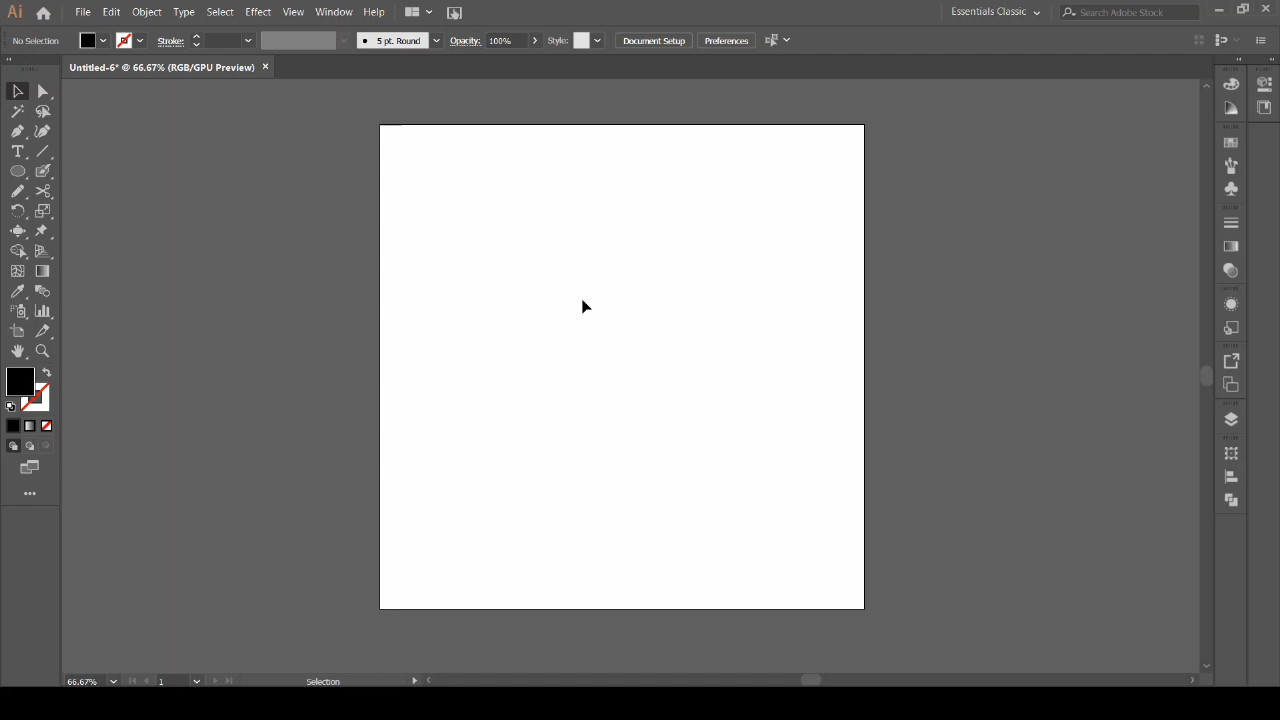 Ai File Edit Object Type Select Effect View Window Help Essentials Classic Search Adobe Stock
No Selection Stroke: 5 pt. Round Opacity: 100% Style: Document Setup Preferences
Untitled-6* @ 66.67% (RGB/GPU Preview) ×
66.67% 1 Selection